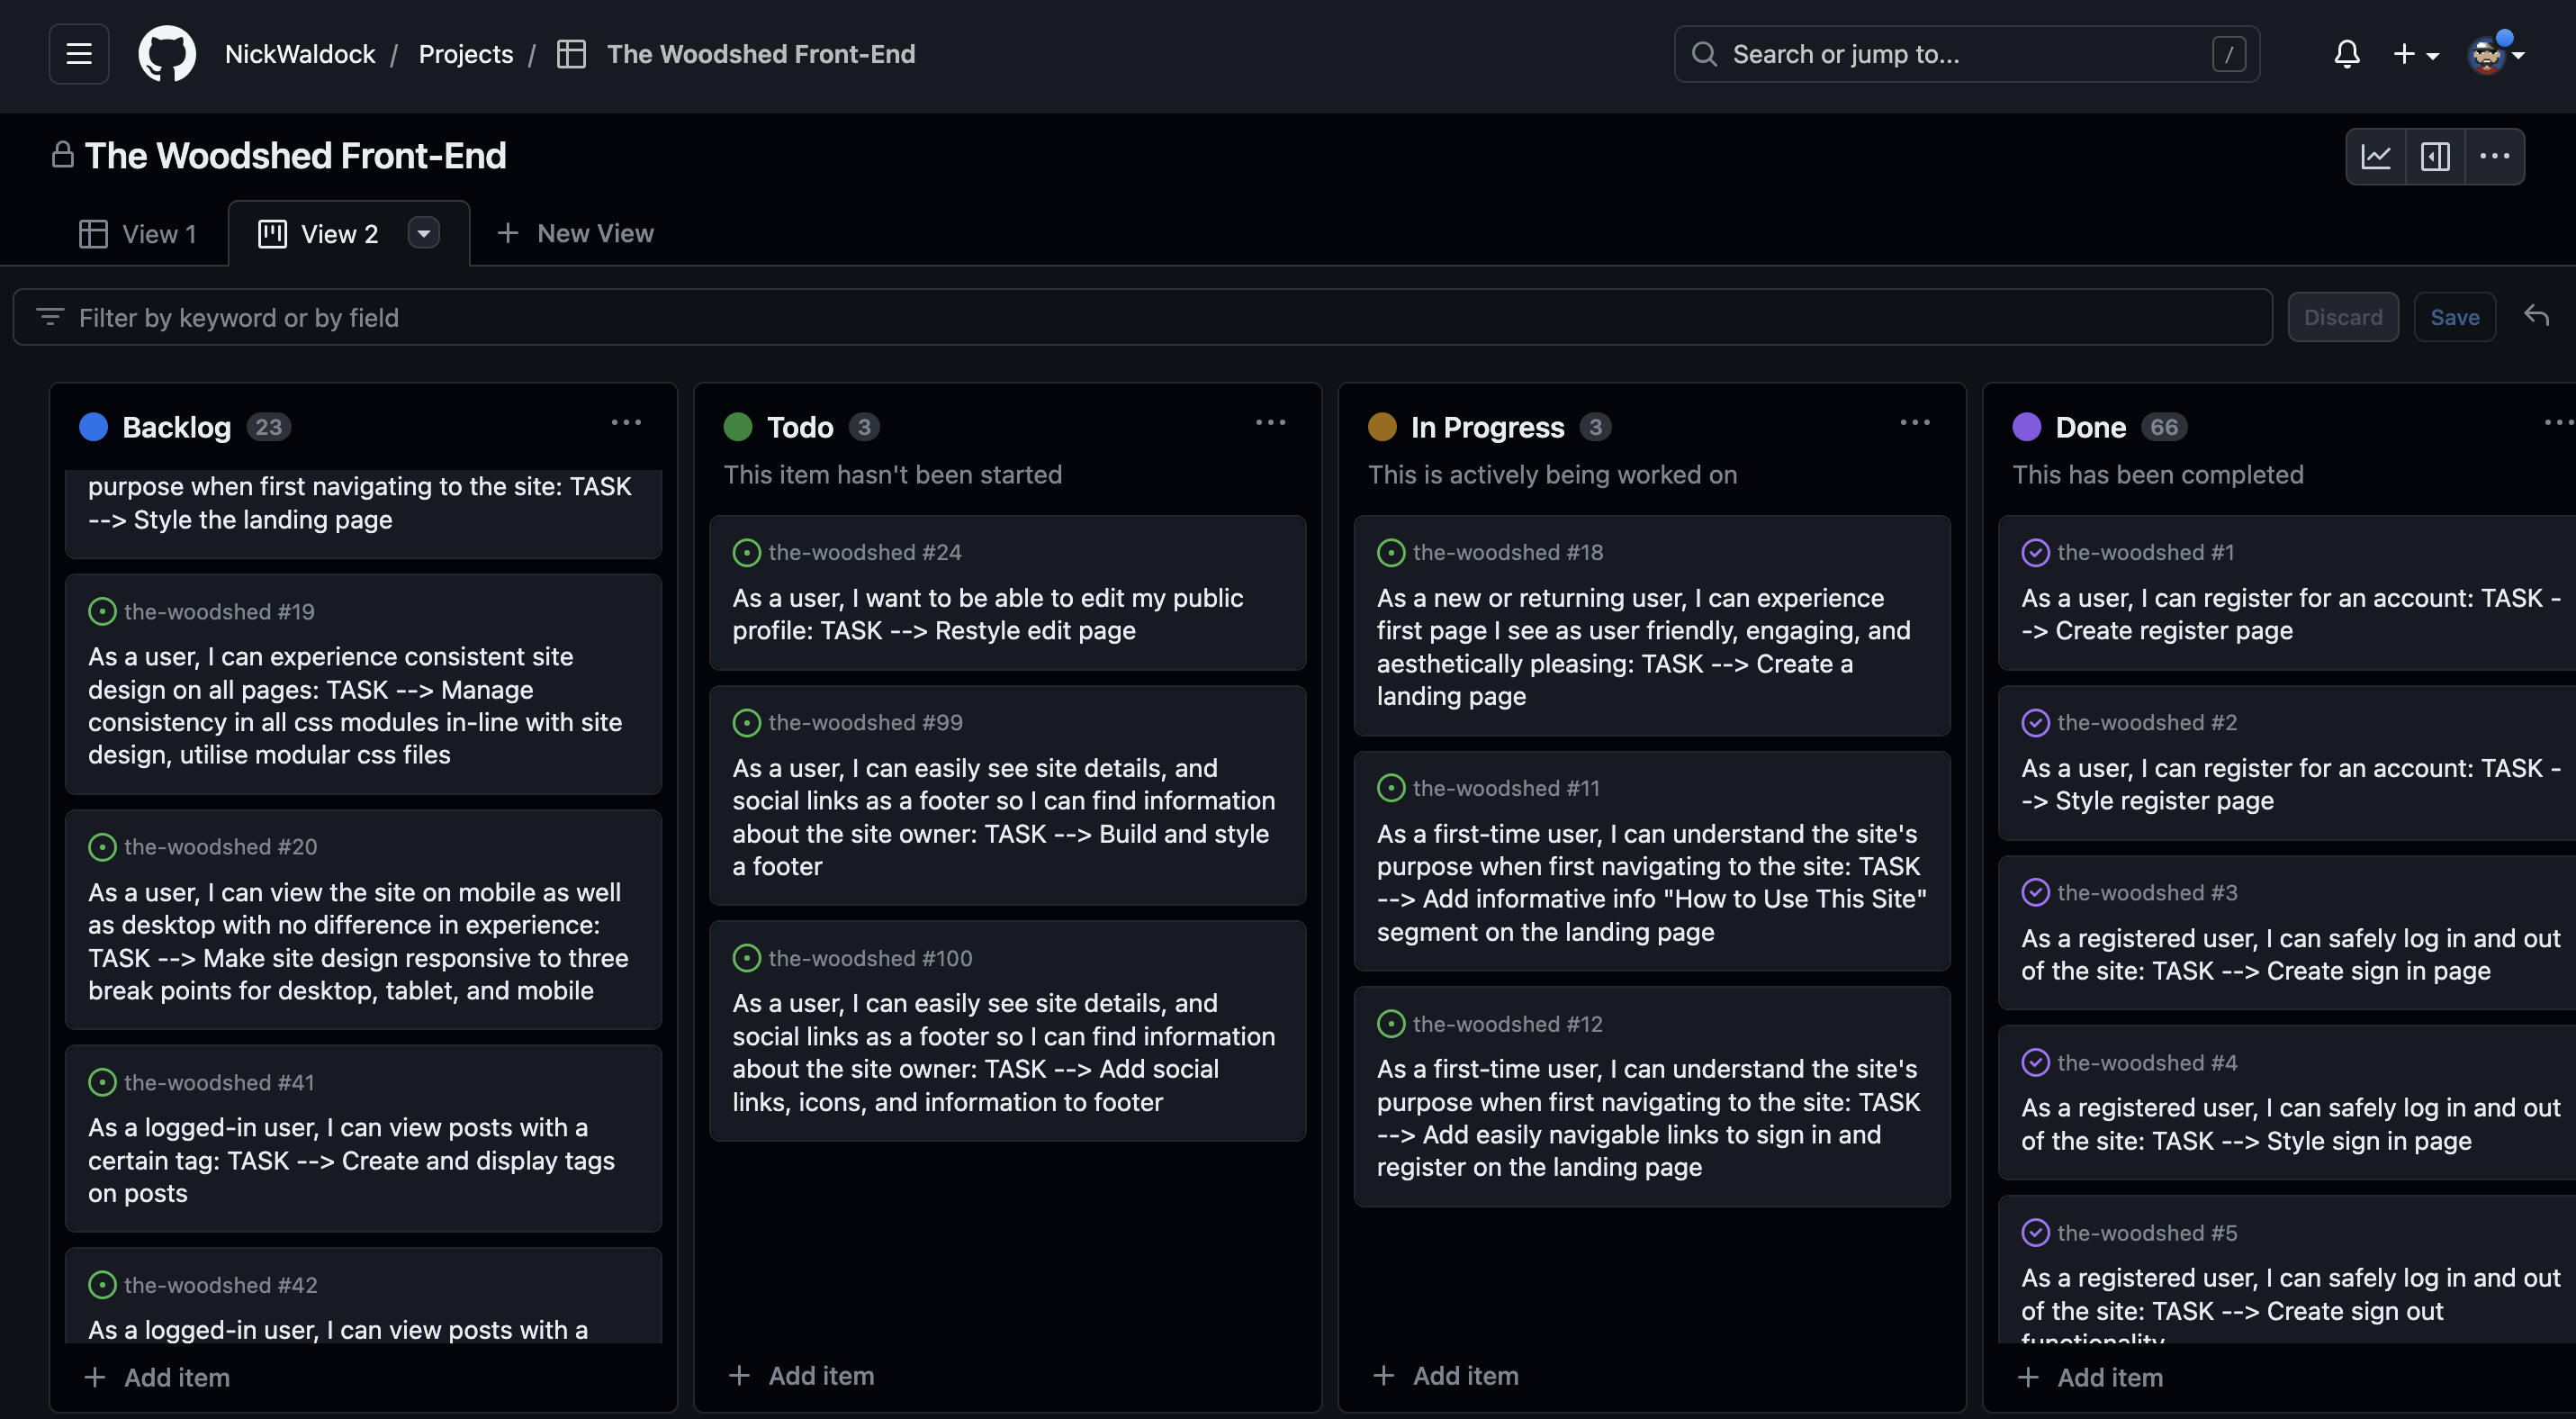 NickWaldock / Projects / The Woodshed Front-End
Search or jump to...
/
The Woodshed Front-End
View 1
View 2
New View
Filter by keyword or by field
Discard
Save
Backlog 23
purpose when first navigating to the site: TASK
--> Style the landing page
the-woodshed #19
As a user, I can experience consistent site
design on all pages: TASK --> Manage
consistency in all css modules in-line with site
design, utilise modular css files
the-woodshed #20
As a user, I can view the site on mobile as well
as desktop with no difference in experience:
TASK --> Make site design responsive to three
break points for desktop, tablet, and mobile
the-woodshed #41
As a logged-in user, I can view posts with a
certain tag: TASK --> Create and display tags
on posts
the-woodshed #42
As a logged-in user, I can view posts with a
+ Add item
Todo 3
This item hasn't been started
the-woodshed #24
As a user, I want to be able to edit my public
profile: TASK --> Restyle edit page
the-woodshed #99
As a user, I can easily see site details, and
social links as a footer so I can find information
about the site owner: TASK --> Build and style
a footer
the-woodshed #100
As a user, I can easily see site details, and
social links as a footer so I can find information
about the site owner: TASK --> Add social
links, icons, and information to footer
+ Add item
In Progress 3
This is actively being worked on
the-woodshed #18
As a new or returning user, I can experience
first page I see as user friendly, engaging, and
aesthetically pleasing: TASK --> Create a
landing page
the-woodshed #11
As a first-time user, I can understand the site's
purpose when first navigating to the site: TASK
--> Add informative info "How to Use This Site"
segment on the landing page
the-woodshed #12
As a first-time user, I can understand the site's
purpose when first navigating to the site: TASK
--> Add easily navigable links to sign in and
register on the landing page
+ Add item
Done 66
This has been completed
the-woodshed #1
As a user, I can register for an account: TASK -
-> Create register page
the-woodshed #2
As a user, I can register for an account: TASK -
-> Style register page
the-woodshed #3
As a registered user, I can safely log in and out
of the site: TASK --> Create sign in page
the-woodshed #4
As a registered user, I can safely log in and out
of the site: TASK --> Style sign in page
the-woodshed #5
As a registered user, I can safely log in and out
of the site: TASK --> Create sign out
functionality
+ Add item